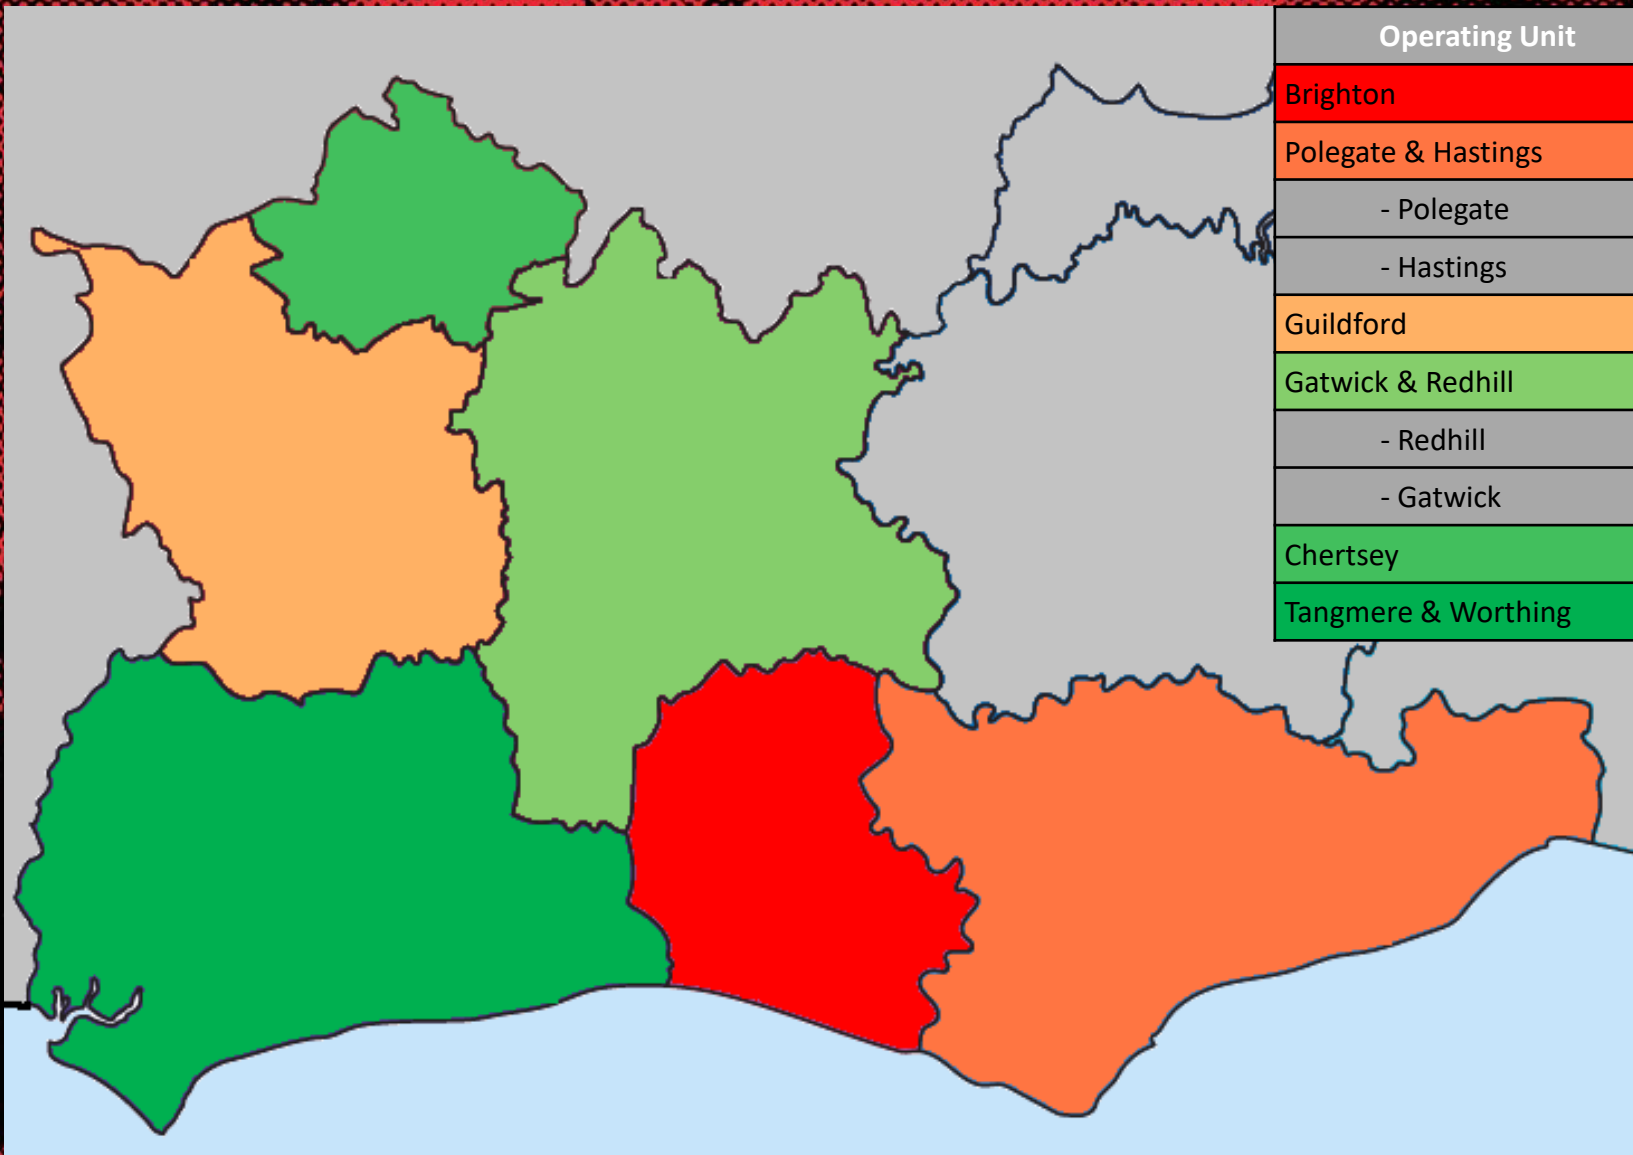 Operating Unit
Brighton
Polegate & Hastings
- Polegate
- Hastings
Guildford
Gatwick & Redhill
- Redhill
- Gatwick
Chertsey
Tangmere & Worthing